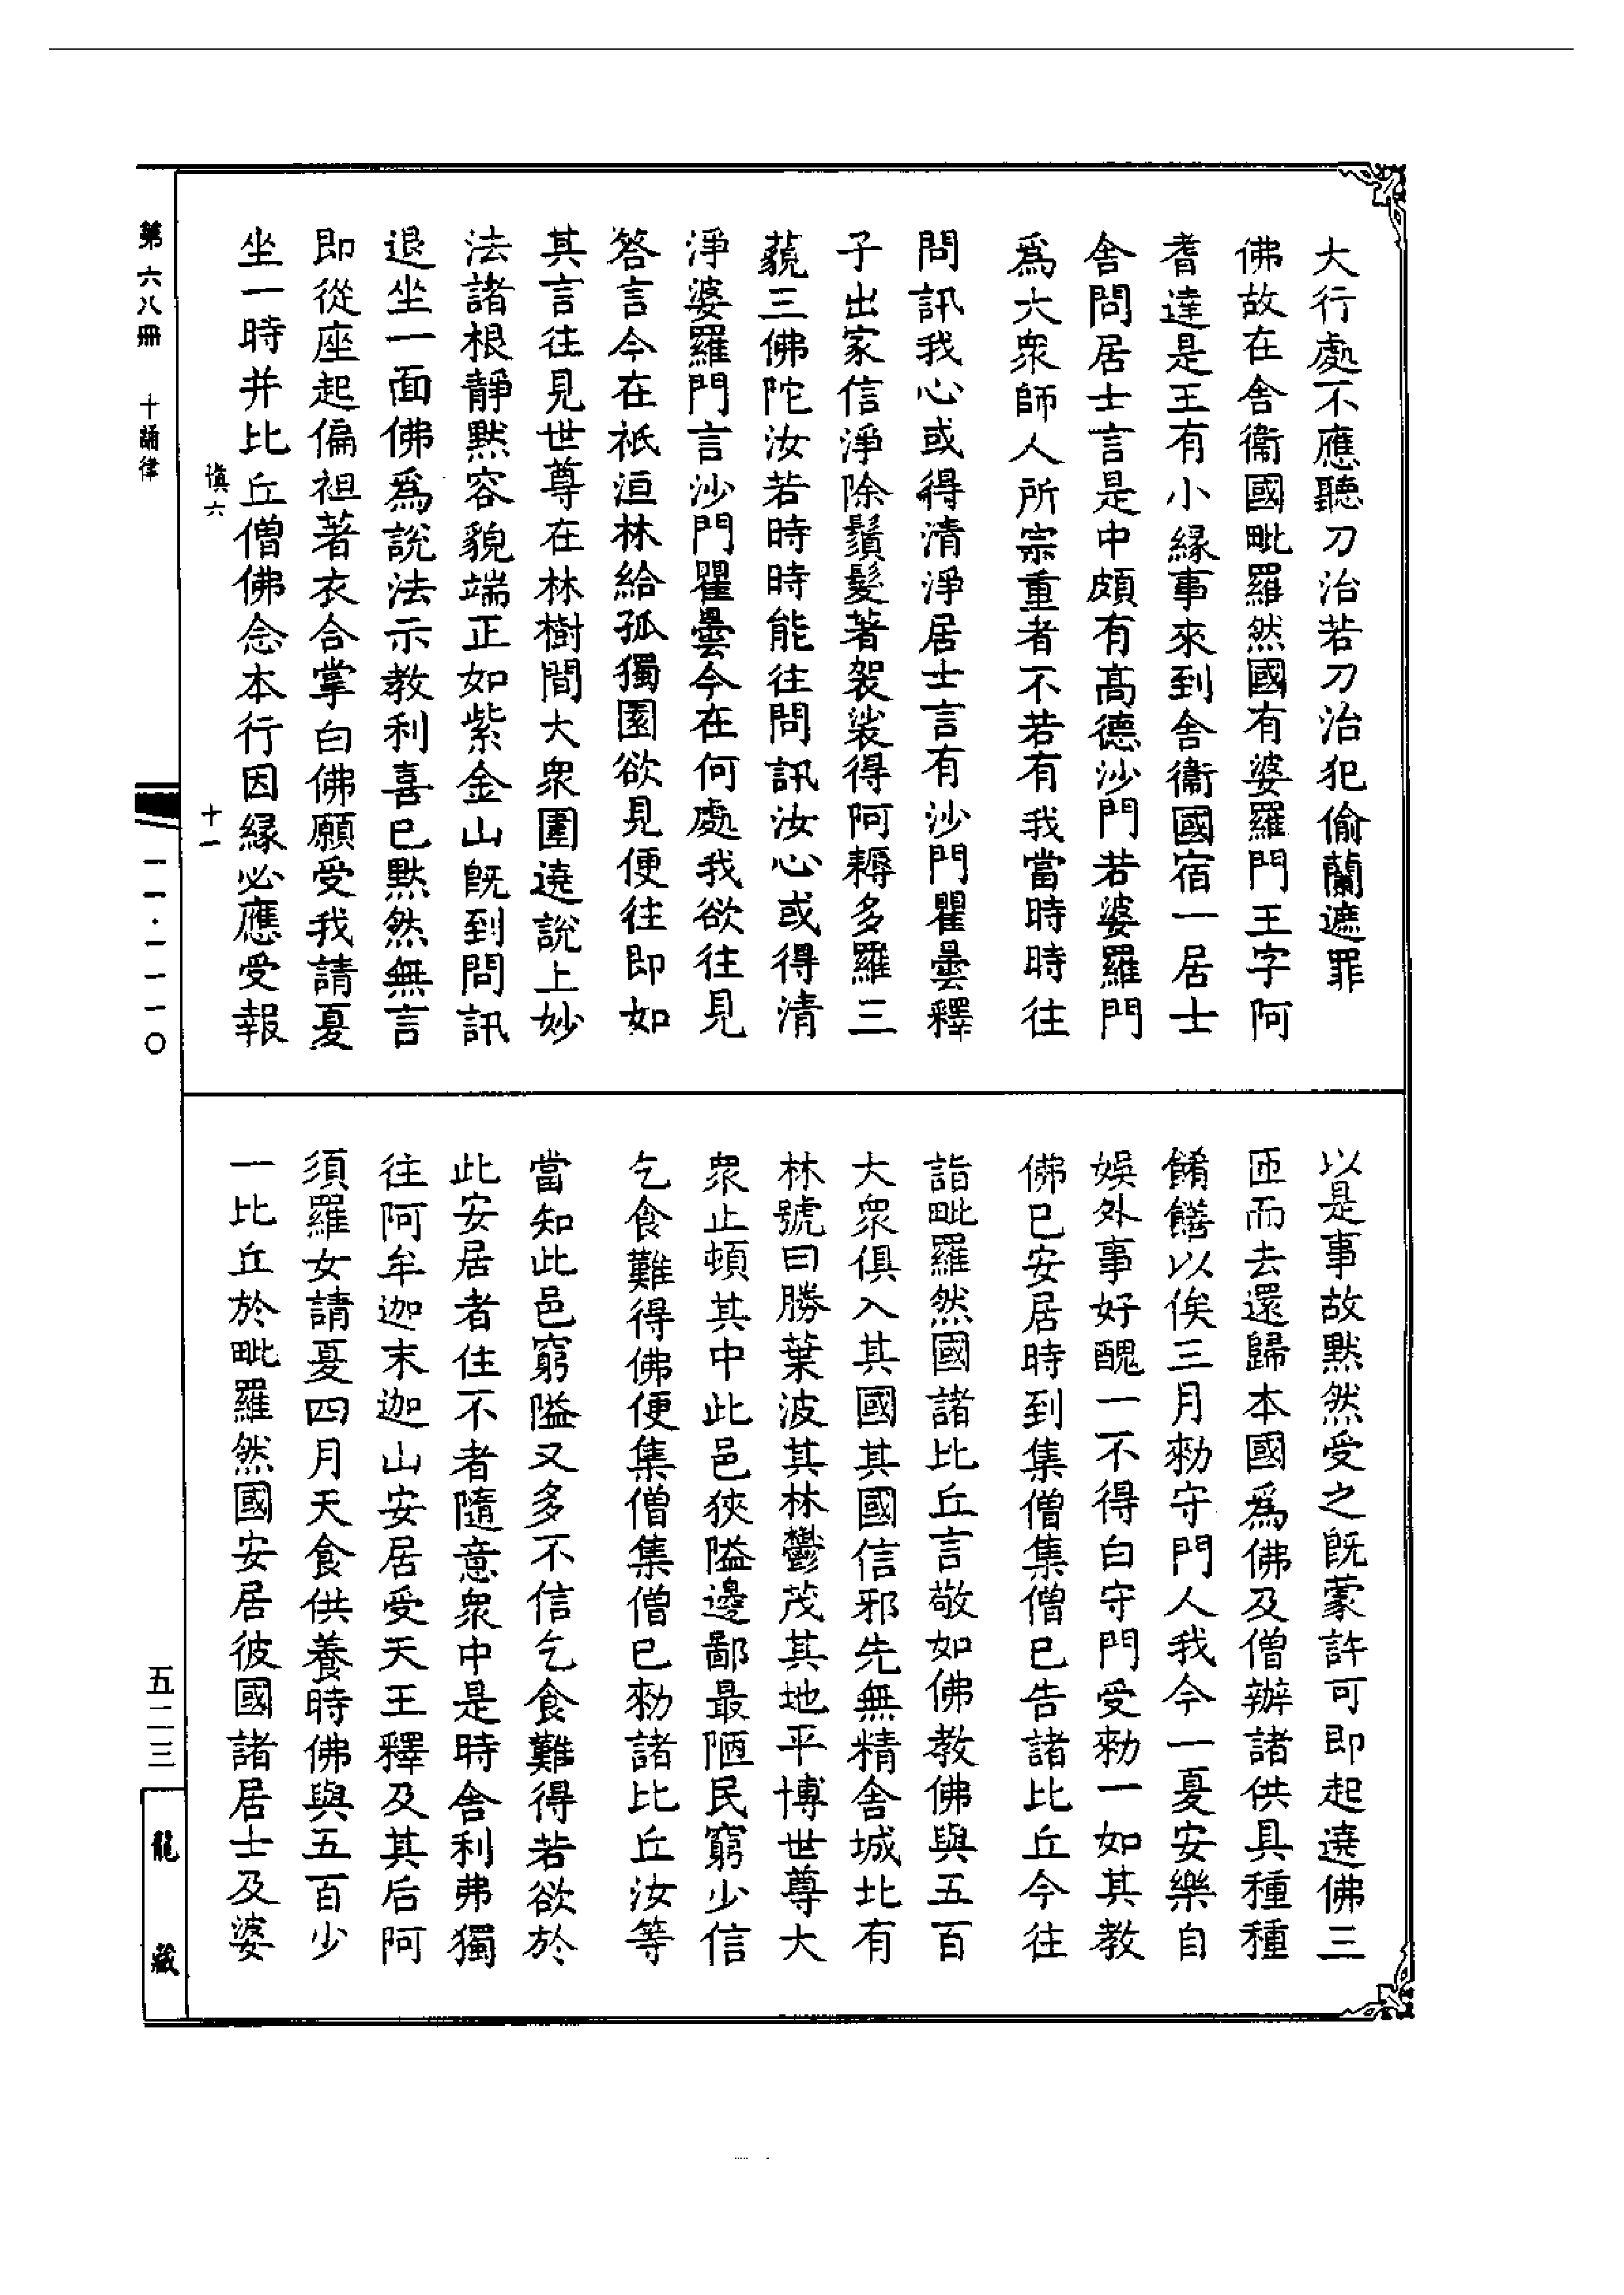 大行處不應聽刀治若刀治犯偷蘭遮罪
佛故在舍衞國毗羅然國有婆羅門王字阿
耆達是王有小緣事來到舍衞國宿一居士
舍問居士言是中頗有高德沙門若婆羅門
爲大衆師人所宗重者不若有我當時時往
問訊我心或得清淨居士言有沙門瞿曇釋
子出家信淨除鬚髮著袈裟得阿耨多羅三
藐三佛陀汝若時時能往問訊汝心或得清
淨婆羅門言沙門瞿曇今在何處我欲往見
答言今在祇洹林給孤獨園欲見便往即如
其言往見世尊在林樹間大衆圍遶說上妙
法諸根靜默容貌端正如紫金山旣到問訊
退坐一面佛爲說法示教利喜已默然無言
即從座起偏袒著衣合掌白佛願受我請夏
坐一時并比丘僧佛念本行因緣必應受報
以是事故默然受之旣蒙許可即起遶佛三
匝而去還歸本國爲佛及僧辦諸供具種種
餚饍以俟三月勑守門人我今一夏安樂自
娛外事好醜一不得白守門受勑一如其教
佛已安居時到集僧集僧已告諸比丘今往
詣毗羅然國諸比丘言敬如佛教佛與五百
大衆俱入其國其國信邪先無精舍城北有
林號曰勝葉波其林鬱茂其地平博世尊大
衆止頓其中此邑狹隘邊鄙最陋民窮少信
乞食難得佛便集僧集僧已勑諸比丘汝等
當知此邑窮隘又多不信乞食難得若欲於
此安居者住不者隨意衆中是時舍利弗獨
往阿牟迦末迦山安居受天王釋及其后阿
須羅女請夏四月天食供養時佛與五百少
一比丘於毗羅然國安居彼國諸居士及婆
慎六 十一
第六八冊 十誦律 一一·一一一〇 五二三
龍藏